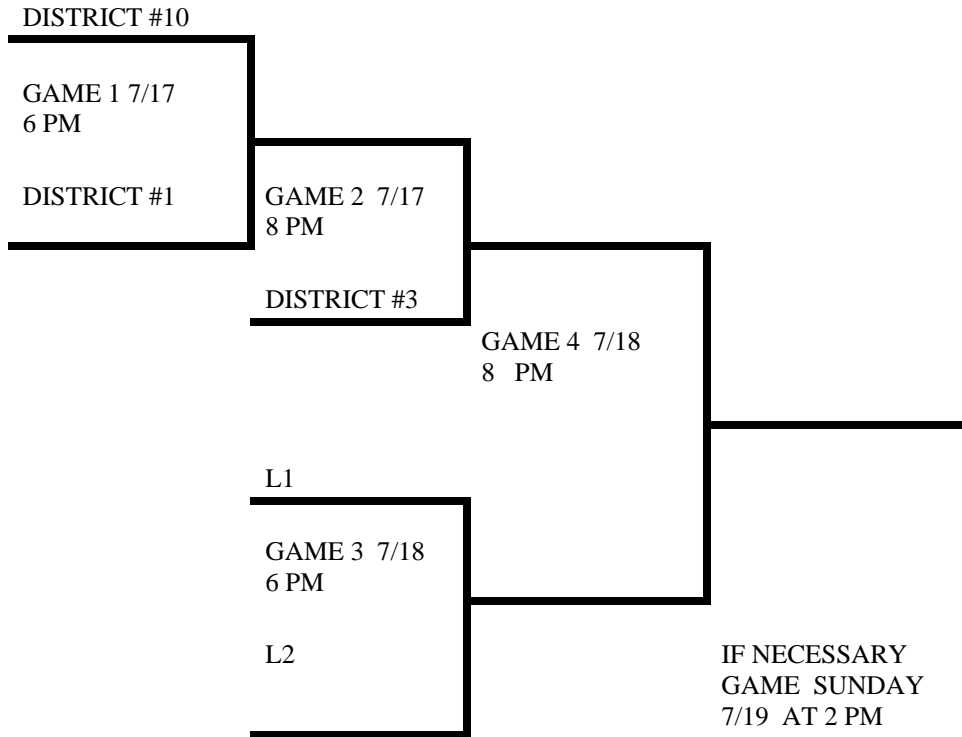 DISTRICT #10
GAME 1 7/17
6 PM
DISTRICT #1
GAME 2 7/17
8 PM
DISTRICT #3
GAME 4 7/18
8 PM
L1
GAME 3 7/18
6 PM
L2
IF NECESSARY
GAME SUNDAY
7/19 AT 2 PM